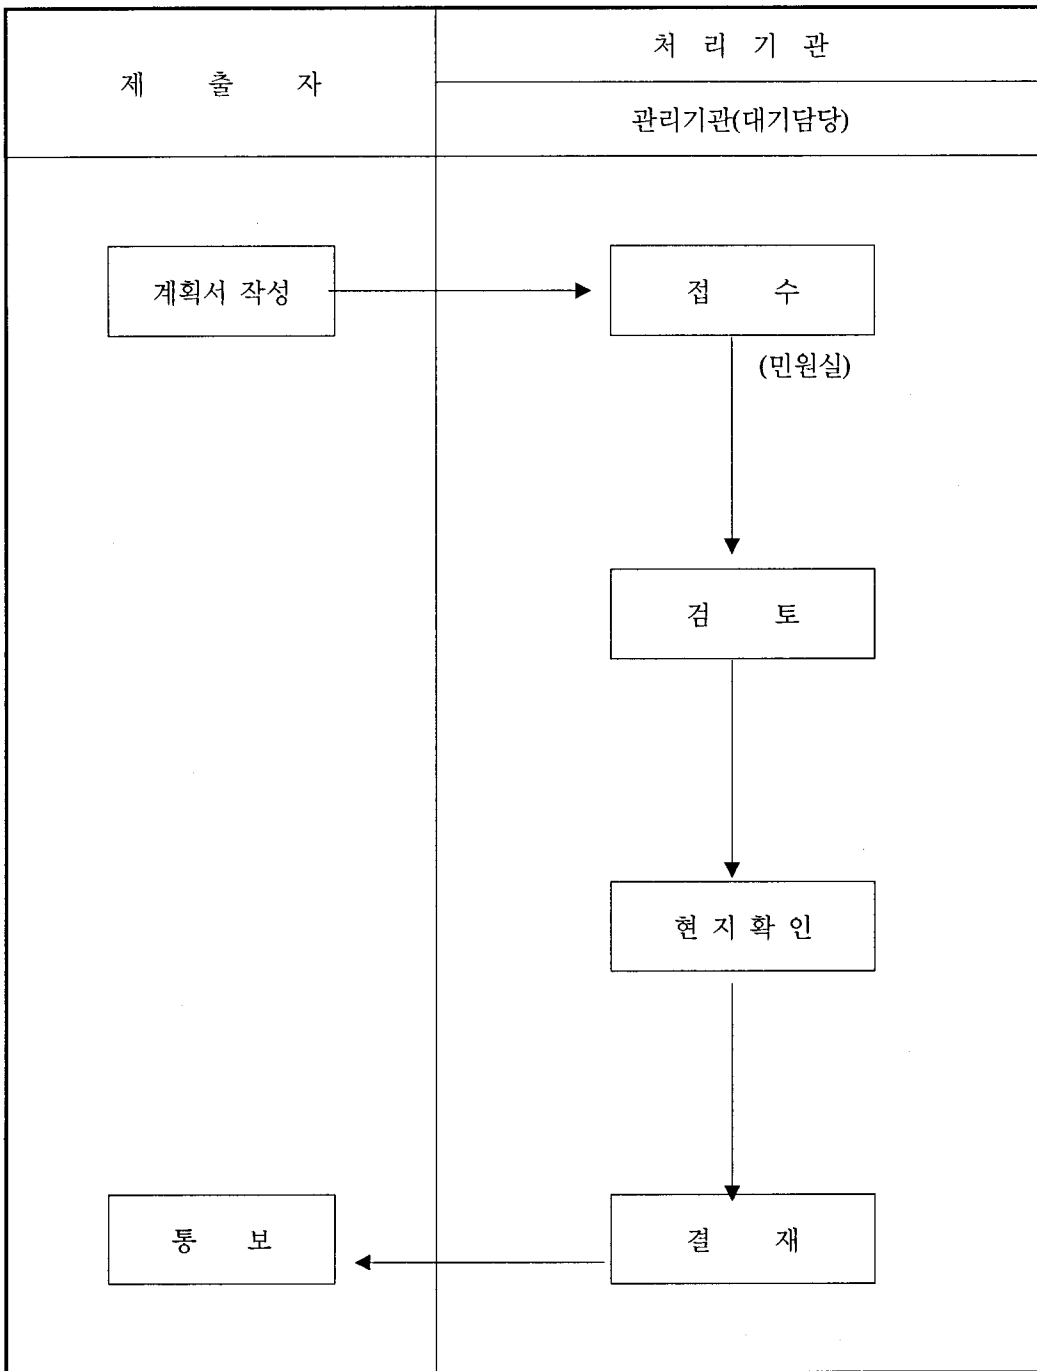 제 출 자
처 리 기 관
관리기관(대기담당)
계획서 작성
접 수
(민원실)
검 토
현 지 확 인
결 재
통 보